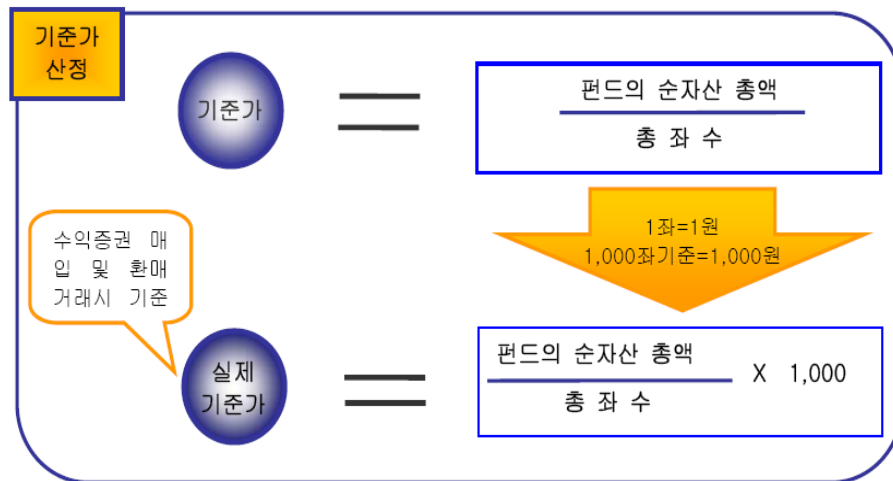 기준가
산정
기준가
펀드의 순자산 총액
총 좌 수
1좌=1원
1,000좌기준=1,000원
수익증권 매
입 및 환매
거래시 기준
실제
기준가
펀드의 순자산 총액
총 좌 수
X 1,000